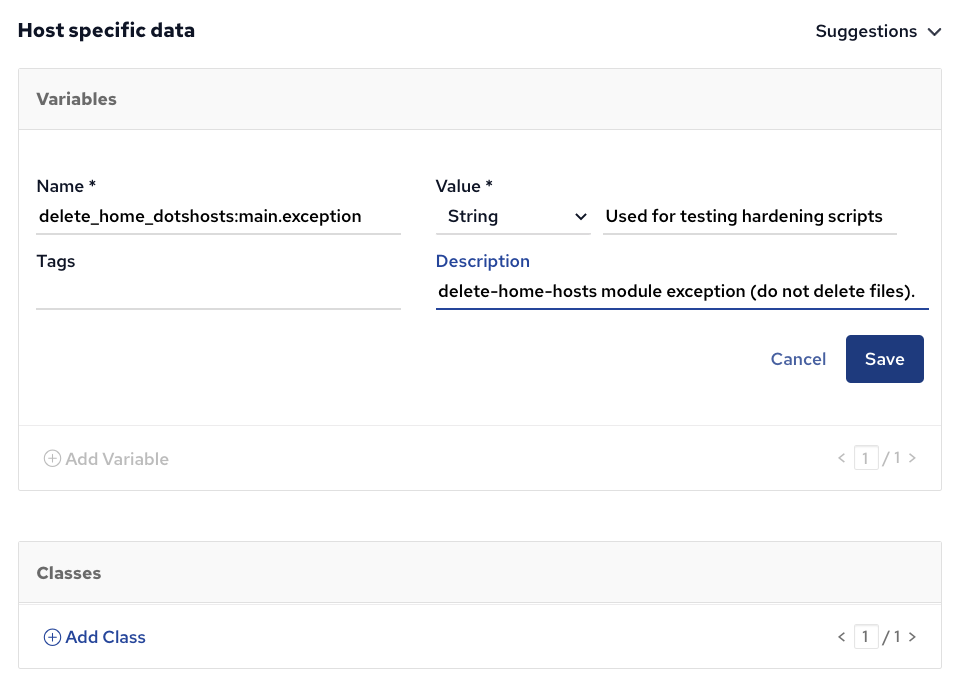 Host specific data
Suggestions
Variables
Name *
Value *
delete_home_dotshosts:main.exception
String
Used for testing hardening scripts
Tags
Description
delete-home-hosts module exception (do not delete files).
Cancel
Save
Add Variable
< 1 / 1 >
Classes
Add Class
< 1 / 1 >